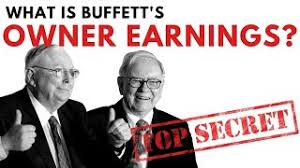 WHAT IS BUFFETT'S
OWNER EARNINGS?
TOP SECRET